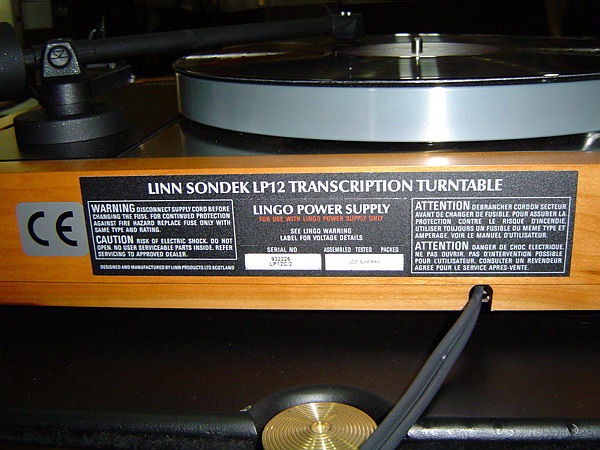 LINN SONDEK LP12 TRANSCRIPTION TURNTABLE
CE
WARNING DISCONNECT SUPPLY CORD BEFORE
CHANGING THE FUSE. FOR CONTINUED PROTECTION
AGAINST FIRE HAZARD REPLACE FUSE ONLY WITH
SAME TYPE AND RATING.
CAUTION RISK OF ELECTRIC SHOCK. DO NOT
OPEN. NO USER SERVICEABLE PARTS INSIDE. REFER
SERVICING TO APPROVED DEALER.
DESIGNED AND MANUFACTURED BY LINN PRODUCTS LTD SCOTLAND
LINGO POWER SUPPLY
FOR USE WITH LINGO POWER SUPPLY ONLY
SEE LINGO WARNING
LABEL FOR VOLTAGE DETAILS
SERIAL NO
932226
LP12C/2
ASSEMBLED TESTED PACKED
JOE SHERRY
ATTENTION DEBRANCHER CORDON SECTEUR
AVANT DE CHANGER DE FUSIBLE. POUR ASSURER LA
PROTECTION CONTRE LE RISQUE D'INCENDIE,
UTILISER TOUJOURS UN FUSIBLE DU MEME TYPE ET
AMPERAGE. VOIR LE MANUEL D'UTILISATEUR.
ATTENTION DANGER DE CHOC ELECTRIQUE.
NE PAS OUVRIR. PAS D'INTERVENTION POSSIBLE
POUR L'UTILISATEUR. CONSULTER UN REVENDEUR
AGREE POUR LE SERVICE APRES-VENTE.